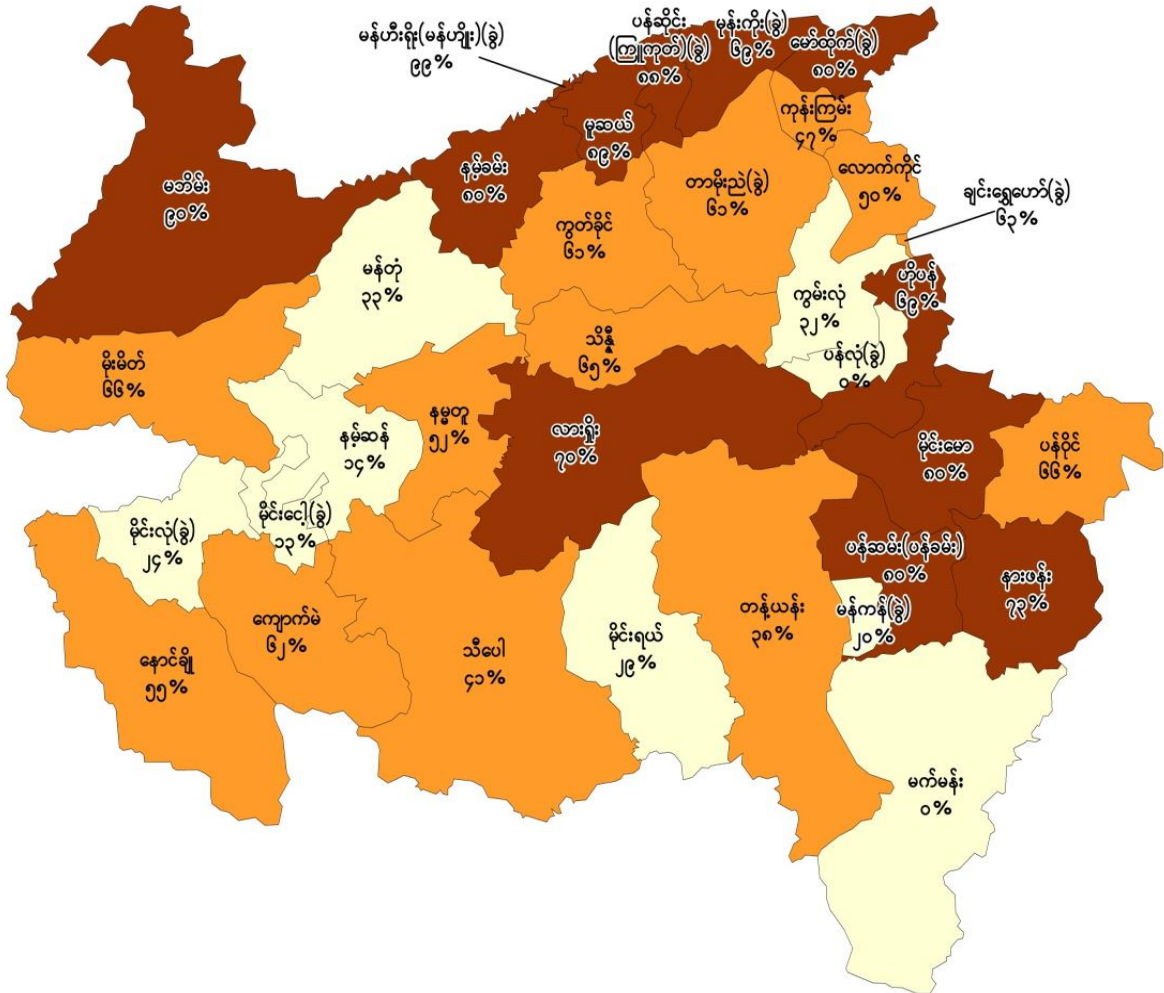 မန်ဟီးရိုး(မန်ဟျိုး)(ခွဲ)
၉၉%
ပန်ဆိုင်း
(ကြူကုတ်)(ခွဲ)
၈၈%
မုန်းကိုး(ခွဲ)
၆၉%
မော်ထိုက်(ခွဲ)
၈၀%
ကုန်းကြမ်း
၄၇%
မူဆယ်
၈၉%
နမ့်ခမ်း
၈၀%
မဘိမ်း
၉၀%
တာမိုးညဲ(ခွဲ)
၆၁%
လောက်ကိုင်
၅၀%
ချင်းရွှေဟော်(ခွဲ)
၆၃%
ကွတ်ခိုင်
၆၁%
မန်တုံ
၃၃%
ဟိုပန်
၆၉%
ကွမ်းလုံ
၃၂%
ပန်လုံ(ခွဲ)
၀%
သိန္နီ
၆၅%
မိုးမိတ်
၆၆%
နမ္မတူ
၅၂%
နမ့်ဆန်
၁၄%
လားရှိုး
၇၀%
မိုင်းမော
၈၀%
ပန်ဝိုင်
၆၆%
မိုင်းလုံ(ခွဲ)
၂၄%
မိုင်းငေါ့(ခွဲ)
၁၃%
ပန်ဆမ်း(ပန်ခမ်း)
၈၀%
နားဖန်း
၇၃%
မန်ကန်(ခွဲ)
၂၀%
တန့်ယန်း
၃၈%
ကျောက်မဲ
၆၂%
မိုင်းရယ်
၂၉%
သီပေါ
၄၁%
နောင်ချို
၅၅%
မက်မန်း
၀%